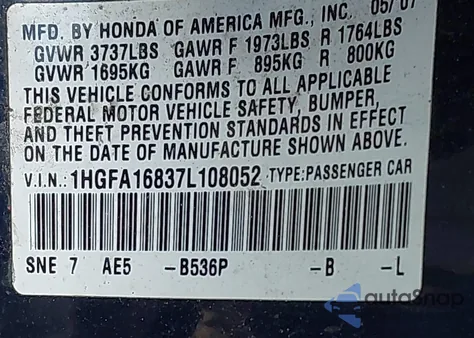 MFD. BY HONDA OF AMERICA MFG., INC. 05/07
GVWR 3737LBS GAWR F 1973LBS R 1764LBS
GVWR 1695KG GAWR F 895KG R 800KG
THIS VEHICLE CONFORMS TO ALL APPLICABLE
FEDERAL MOTOR VEHICLE SAFETY, BUMPER,
AND THEFT PREVENTION STANDARDS IN EFFECT
ON THE DATE OF MANUFACTURE SHOWN ABOVE.
V.I.N.: 1HGFA16837L108052 TYPE:PASSENGER CAR
SNE 7 AE5 -B536P -B -L
autoSnap